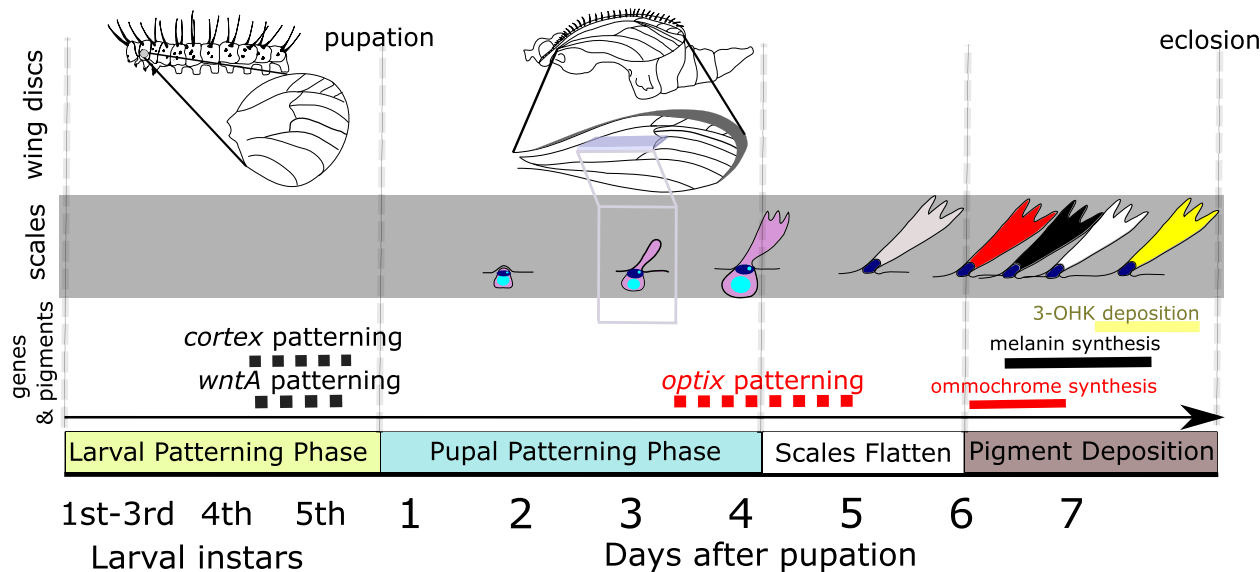 pupation
eclosion
wing discs
scales
genes
& pigments
3-OHK deposition
cortex patterning
melanin synthesis
wntA patterning
optix patterning
ommochrome synthesis
Larval Patterning Phase
Pupal Patterning Phase
Scales Flatten
Pigment Deposition
1st-3rd 4th 5th 1 2 3 4 5 6 7
Larval instars
Days after pupation